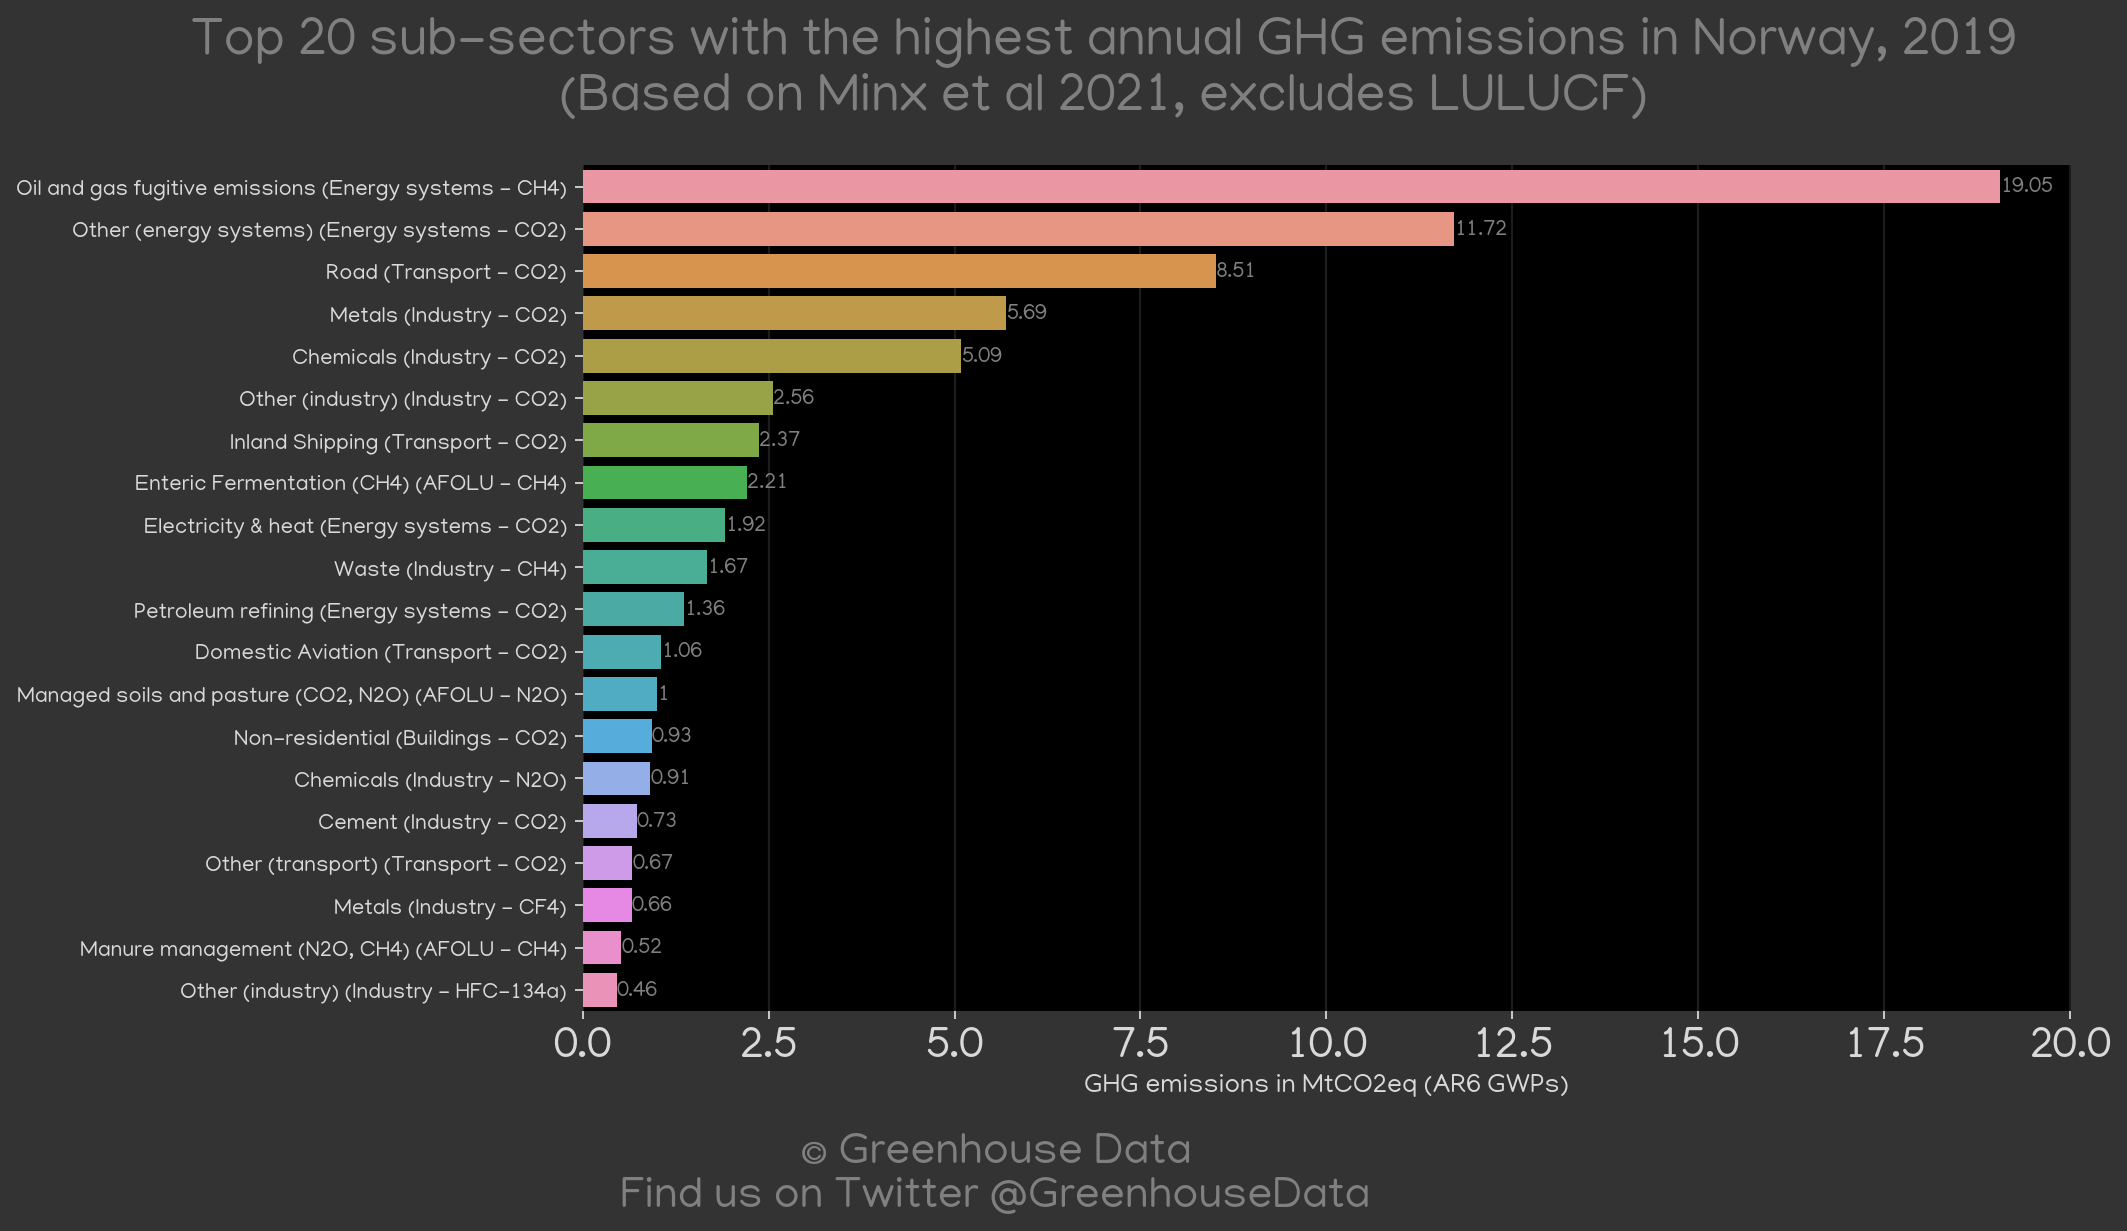 Top 20 sub-sectors with the highest annual GHG emissions in Norway, 2019
(Based on Minx et al 2021, excludes LULUCF)
Oil and gas fugitive emissions (Energy systems - CH4) 19.05
Other (energy systems) (Energy systems - CO2) 11.72
Road (Transport - CO2) 8.51
Metals (Industry - CO2) 5.69
Chemicals (Industry - CO2) 5.09
Other (industry) (Industry - CO2) 2.56
Inland Shipping (Transport - CO2) 2.37
Enteric Fermentation (CH4) (AFOLU - CH4) 2.21
Electricity & heat (Energy systems - CO2) 1.92
Waste (Industry - CH4) 1.67
Petroleum refining (Energy systems - CO2) 1.36
Domestic Aviation (Transport - CO2) 1.06
Managed soils and pasture (CO2, N2O) (AFOLU - N2O) 1
Non-residential (Buildings - CO2) 0.93
Chemicals (Industry - N2O) 0.91
Cement (Industry - CO2) 0.73
Other (transport) (Transport - CO2) 0.67
Metals (Industry - CF4) 0.66
Manure management (N2O, CH4) (AFOLU - CH4) 0.52
Other (industry) (Industry - HFC-134a) 0.46
0.0 2.5 5.0 7.5 10.0 12.5 15.0 17.5 20.0
GHG emissions in MtCO2eq (AR6 GWPs)
© Greenhouse Data
Find us on Twitter @GreenhouseData